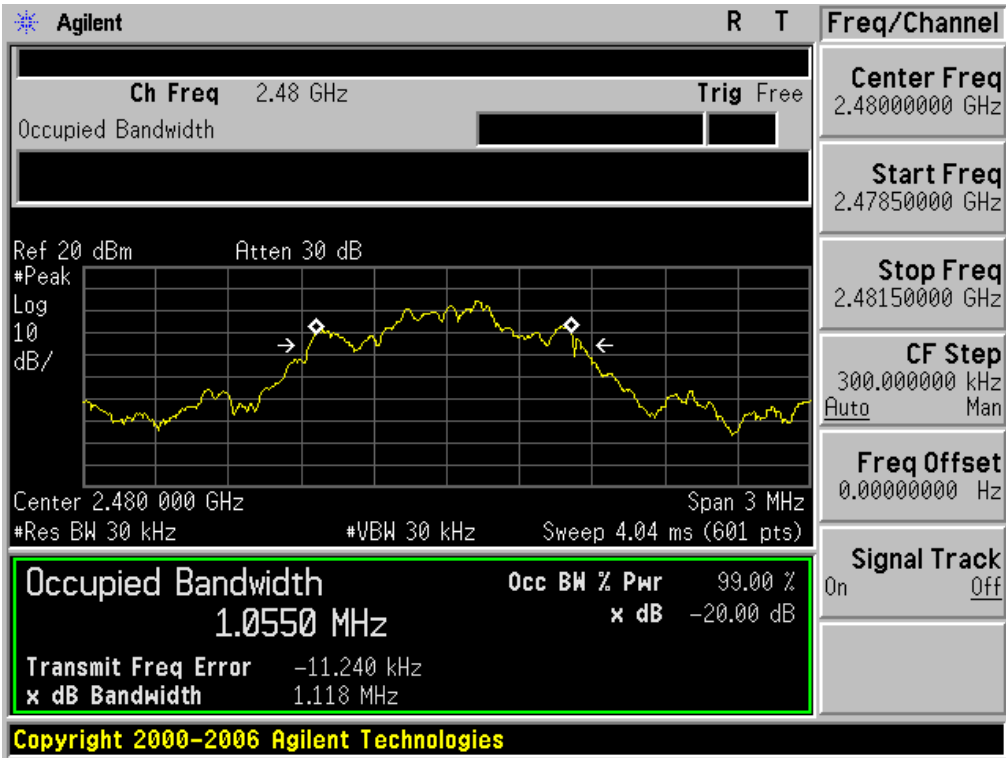 Agilent R T
Ch Freq 2.48 GHz Trig Free
Occupied Bandwidth
Ref 20 dBm Atten 30 dB
#Peak
Log
10
dB/
Center 2.480 000 GHz Span 3 MHz
#Res BW 30 kHz #VBW 30 kHz Sweep 4.04 ms (601 pts)
Occupied Bandwidth Occ BW % Pwr 99.00 %
1.0550 MHz x dB -20.00 dB
Transmit Freq Error -11.240 kHz
x dB Bandwidth 1.118 MHz
Copyright 2000-2006 Agilent Technologies
Freq/Channel
Center Freq
2.48000000 GHz
Start Freq
2.47850000 GHz
Stop Freq
2.48150000 GHz
CF Step
300.000000 kHz
Auto Man
Freq Offset
0.00000000 Hz
Signal Track
On Off